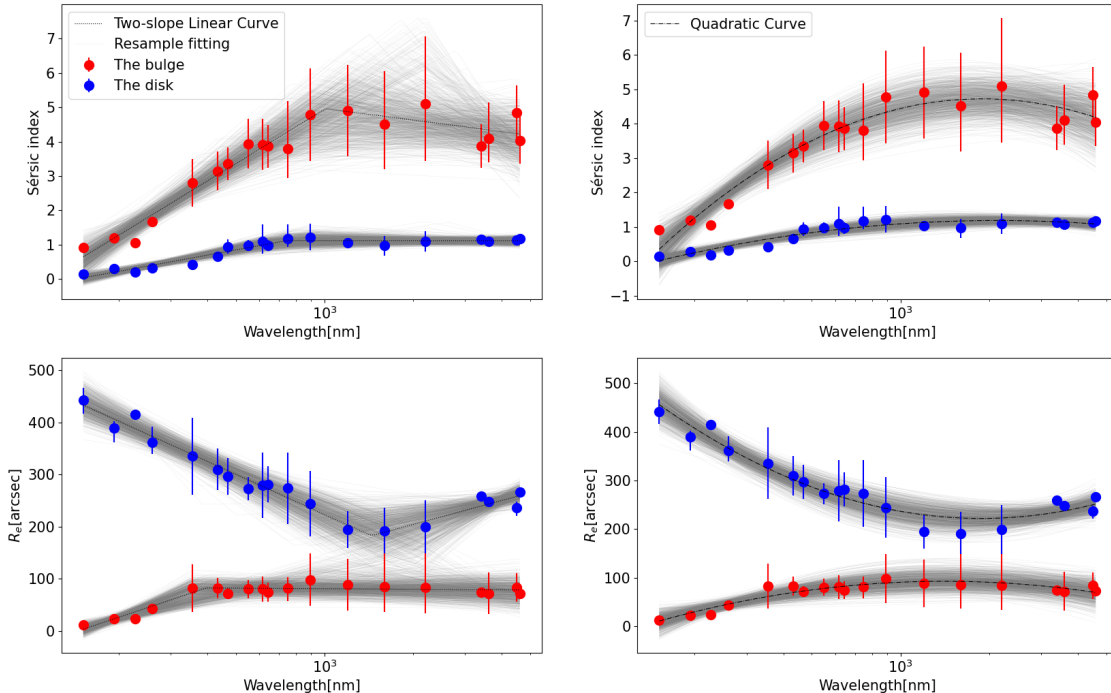 Two-slope Linear Curve
Resample fitting
The bulge
The disk
7
6
5
4
3
2
1
0
Sérsic index
10³
Wavelength[nm]
Quadratic Curve
7
6
5
4
3
2
1
0
−1
Sérsic index
10³
Wavelength[nm]
500
400
300
200
100
0
Rₑ[arcsec]
10³
Wavelength[nm]
500
400
300
200
100
0
Rₑ[arcsec]
10³
Wavelength[nm]